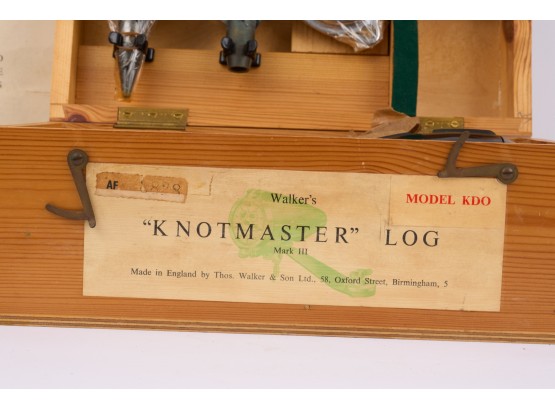 AF
Walker's
MODEL KDO
"KNOTMASTER" LOG
Mark III
Made in England by Thos. Walker & Son Ltd., 58, Oxford Street, Birmingham, 5